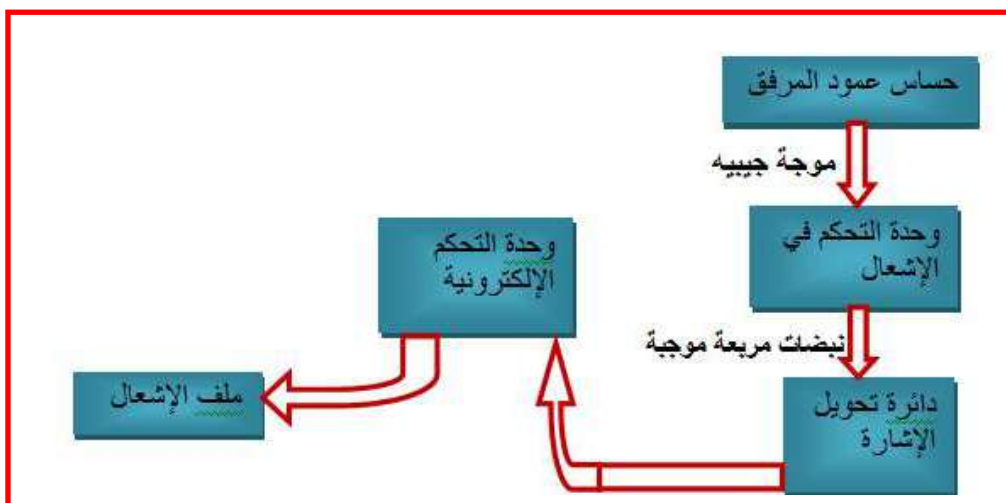 حساس عمود المرفق
موجة جيبيه
وحدة التحكم في
الإشعال
نبضات مربعة موجبة
دائرة تحويل
الإشارة
وحدة التحكم
الإلكترونية
ملف الإشعال